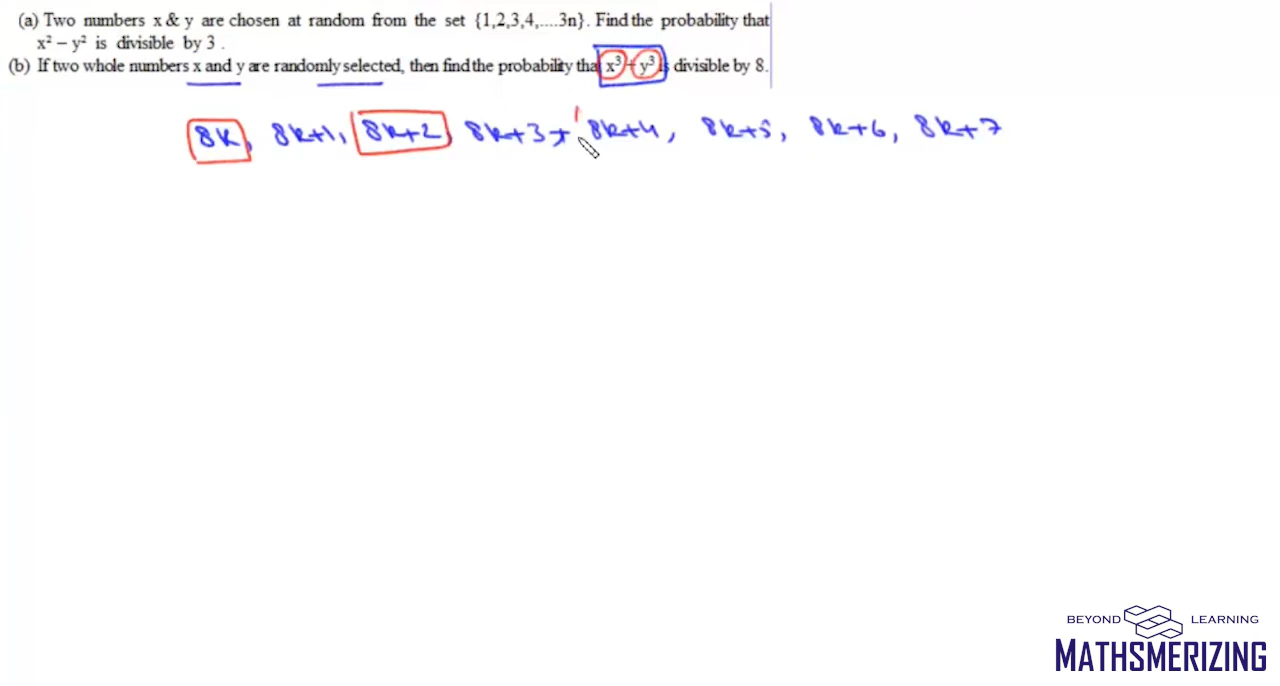 (a) Two numbers x & y are chosen at random from the set {1,2,3,4,....3n}. Find the probability that
x² – y² is divisible by 3 .
(b) If two whole numbers x and y are randomly selected, then find the probability that x³ + y³ is divisible by 8.
8k, 8k+1, 8k+2, 8k+3, 8k+4, 8k+5, 8k+6, 8k+7
BEYOND LEARNING
MATHSMERIZING